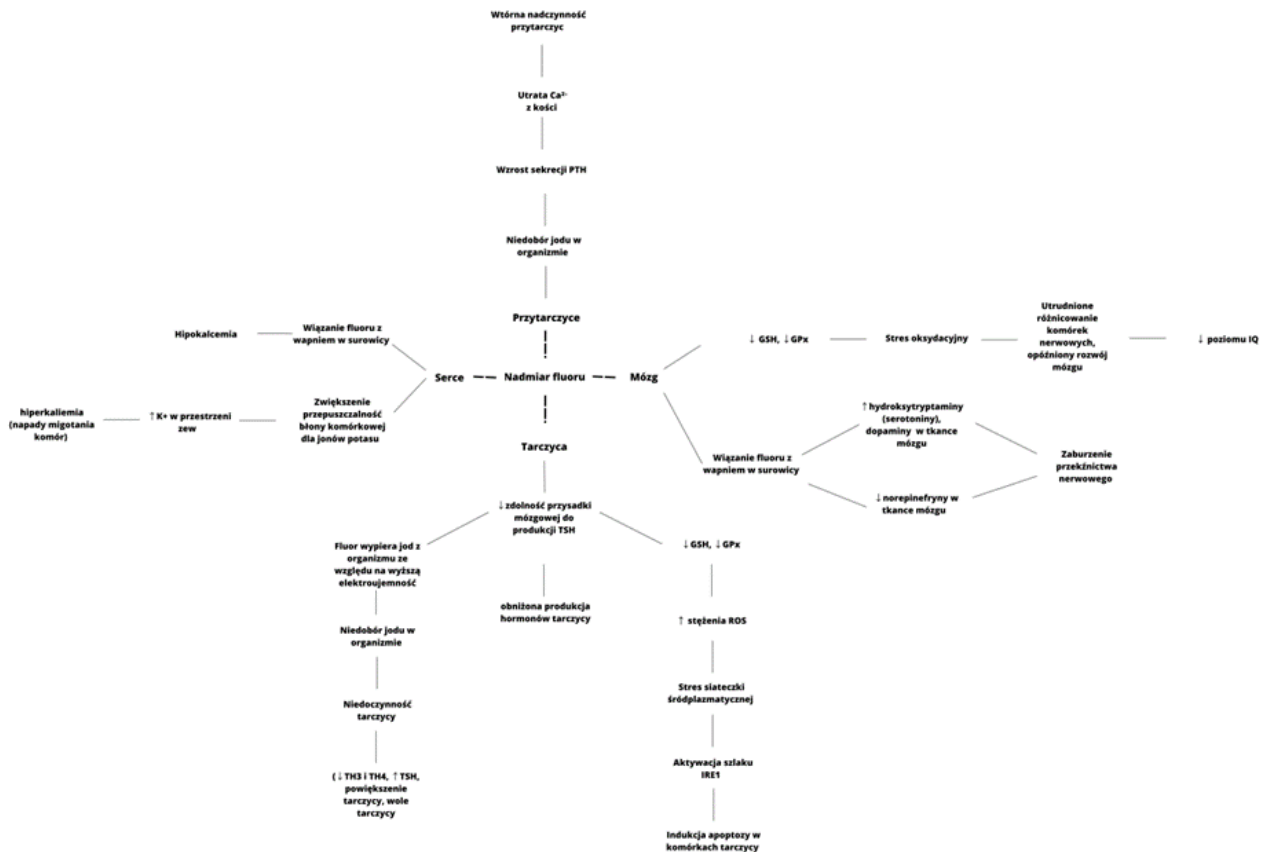 Wtórna nadczynność
przytarczyc
Utrata Ca²⁻
z kości
Wzrost sekrecji PTH
Niedobór jodu w
organizmie
Przytarczyce
Hipokalcemia
Wiązanie fluoru z
wapniem w surowicy
hiperkaliemia
(napady migotania
komór)
↑K+ w przestrzeni
zew
Zwiększenie
przepuszczalność
błony komórkowej
dla jonów potasu
Serce
Nadmiar fluoru
Mózg
↓ GSH, ↓GPx
Stres oksydacyjny
Utrudnione
różnicowanie
komórek
nerwowych,
opóźniony rozwój
mózgu
↓ poziomu IQ
Wiązanie fluoru z
wapniem w surowicy
↑hydroksytryptaminy
(serotoniny),
dopaminy w tkance
mózgu
↓norepinefryny w
tkance mózgu
Zaburzenie
przekźnictwa
nerwowego
Tarczyca
↓zdolność przysadki
mózgowej do
produkcji TSH
Fluor wypiera jod z
organizmu ze
względu na wyższą
elektroujemność
Niedobór jodu w
organizmie
Niedoczynność
tarczycy
(↓TH3 i TH4, ↑TSH,
powiększenie
tarczycy, wole
tarczycy
obniżona produkcja
hormonów tarczycy
↓GSH, ↓GPx
↑ stężenia ROS
Stres siateczki
śródplazmatycznej
Aktywacja szlaku
IRE1
Indukcja apoptozy w
komórkach tarczycy